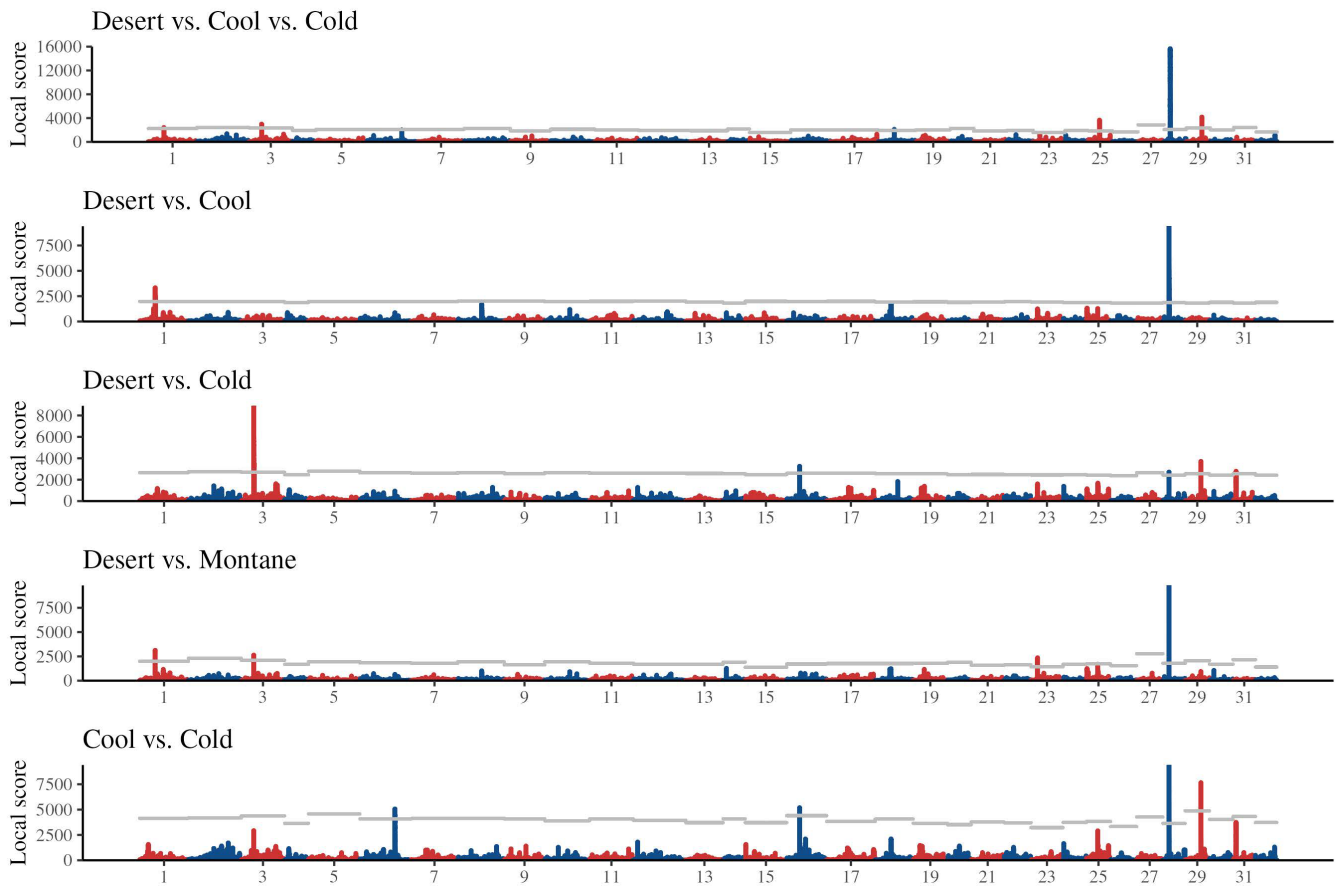 Desert vs. Cool vs. Cold
Local score
16000
12000
8000
4000
0
1 3 5 7 9 11 13 15 17 19 21 23 25 27 29 31
Desert vs. Cool
Local score
7500
5000
2500
0
1 3 5 7 9 11 13 15 17 19 21 23 25 27 29 31
Desert vs. Cold
Local score
8000
6000
4000
2000
0
1 3 5 7 9 11 13 15 17 19 21 23 25 27 29 31
Desert vs. Montane
Local score
7500
5000
2500
0
1 3 5 7 9 11 13 15 17 19 21 23 25 27 29 31
Cool vs. Cold
Local score
7500
5000
2500
0
1 3 5 7 9 11 13 15 17 19 21 23 25 27 29 31